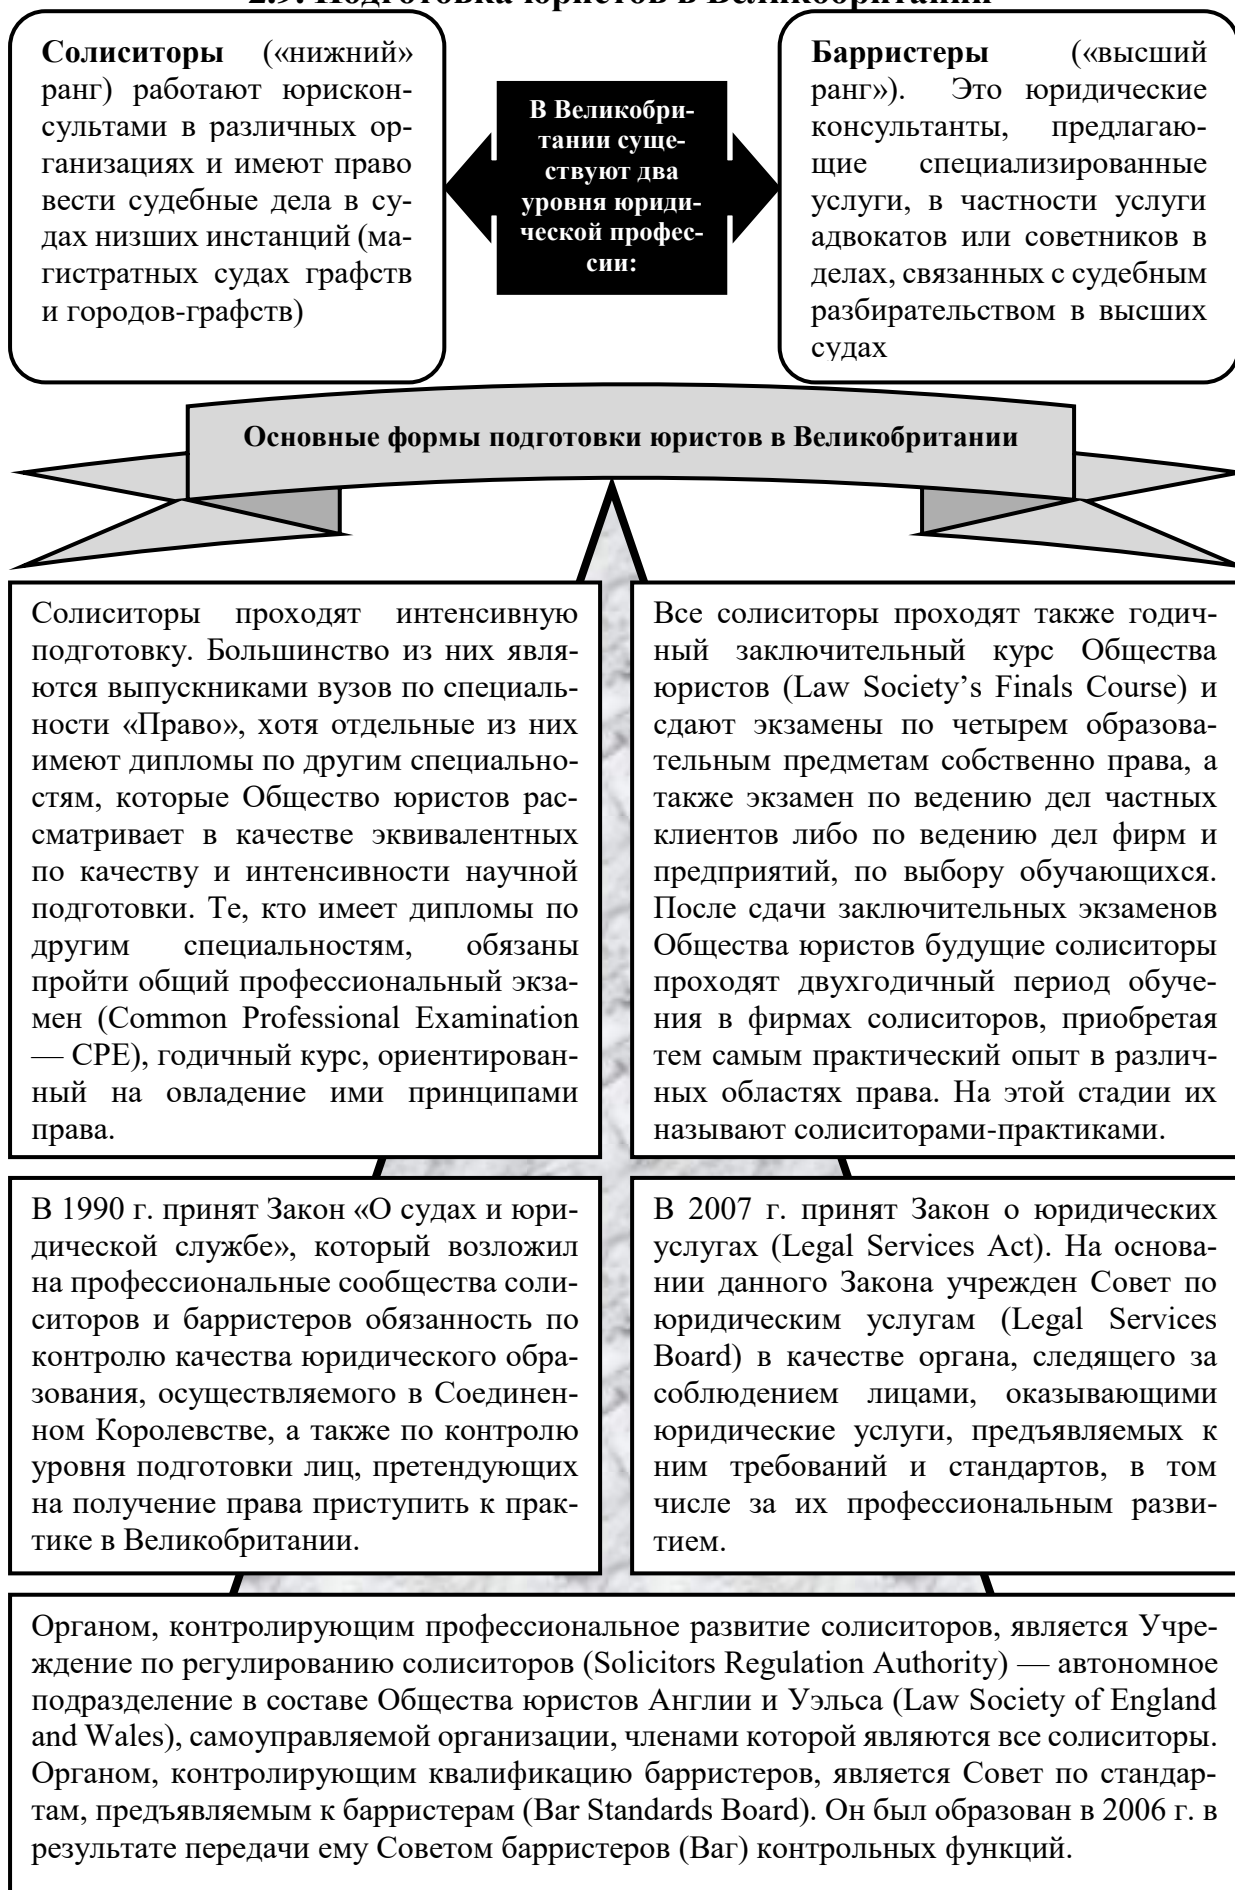 2.9. Подготовка юристов в Великобритании
Солиситоры («нижний»
ранг) работают юрискон-
сультами в различных ор-
ганизациях и имеют право
вести судебные дела в су-
дах низших инстанций (ма-
гистратных судах графств
и городов-графств)
В Великобри-
тании суще-
ствуют два
уровня юриди-
ческой профес-
сии:
Барристеры («высший
ранг»). Это юридические
консультанты, предлагаю-
щие специализированные
услуги, в частности услуги
адвокатов или советников в
делах, связанных с судебным
разбирательством в высших
судах
Основные формы подготовки юристов в Великобритании
Солиситоры проходят интенсивную
подготовку. Большинство из них явля-
ются выпускниками вузов по специаль-
ности «Право», хотя отдельные из них
имеют дипломы по другим специально-
стям, которые Общество юристов рас-
сматривает в качестве эквивалентных
по качеству и интенсивности научной
подготовки. Те, кто имеет дипломы по
другим специальностям, обязаны
пройти общий профессиональный экза-
мен (Common Professional Examination
— CPE), годичный курс, ориентирован-
ный на овладение ими принципами
права.
Все солиситоры проходят также годич-
ный заключительный курс Общества
юристов (Law Society’s Finals Course) и
сдают экзамены по четырем образова-
тельным предметам собственно права, а
также экзамен по ведению дел частных
клиентов либо по ведению дел фирм и
предприятий, по выбору обучающихся.
После сдачи заключительных экзаменов
Общества юристов будущие солиситоры
проходят двухгодичный период обуче-
ния в фирмах солиситоров, приобретая
тем самым практический опыт в различ-
ных областях права. На этой стадии их
называют солиситорами-практиками.
В 1990 г. принят Закон «О судах и юри-
дической службе», который возложил
на профессиональные сообщества соли-
ситоров и барристеров обязанность по
контролю качества юридического обра-
зования, осуществляемого в Соединен-
ном Королевстве, а также по контролю
уровня подготовки лиц, претендующих
на получение права приступить к прак-
тике в Великобритании.
В 2007 г. принят Закон о юридических
услугах (Legal Services Act). На основа-
нии данного Закона учрежден Совет по
юридическим услугам (Legal Services
Board) в качестве органа, следящего за
соблюдением лицами, оказывающими
юридические услуги, предъявляемых к
ним требований и стандартов, в том
числе за их профессиональным разви-
тием.
Органом, контролирующим профессиональное развитие солиситоров, является Учре-
ждение по регулированию солиситоров (Solicitors Regulation Authority) — автономное
подразделение в составе Общества юристов Англии и Уэльса (Law Society of England
and Wales), самоуправляемой организации, членами которой являются все солиситоры.
Органом, контролирующим квалификацию барристеров, является Совет по стандар-
там, предъявляемым к барристерам (Bar Standards Board). Он был образован в 2006 г. в
результате передачи ему Советом барристеров (Ваг) контрольных функций.